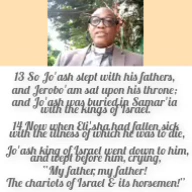 13 So Jo'ash slept with his fathers,
and Jerobo'am sat upon his throne;
and Jo'ash was buried in Samar'ia
with the kings of Israel.
14 Now when Eli'sha had fallen sick
with the illness of which he was to die,
Jo'ash king of Israel went down to him,
and wept before him, crying,
"My father, my father!
The chariots of Israel & its horsemen!"